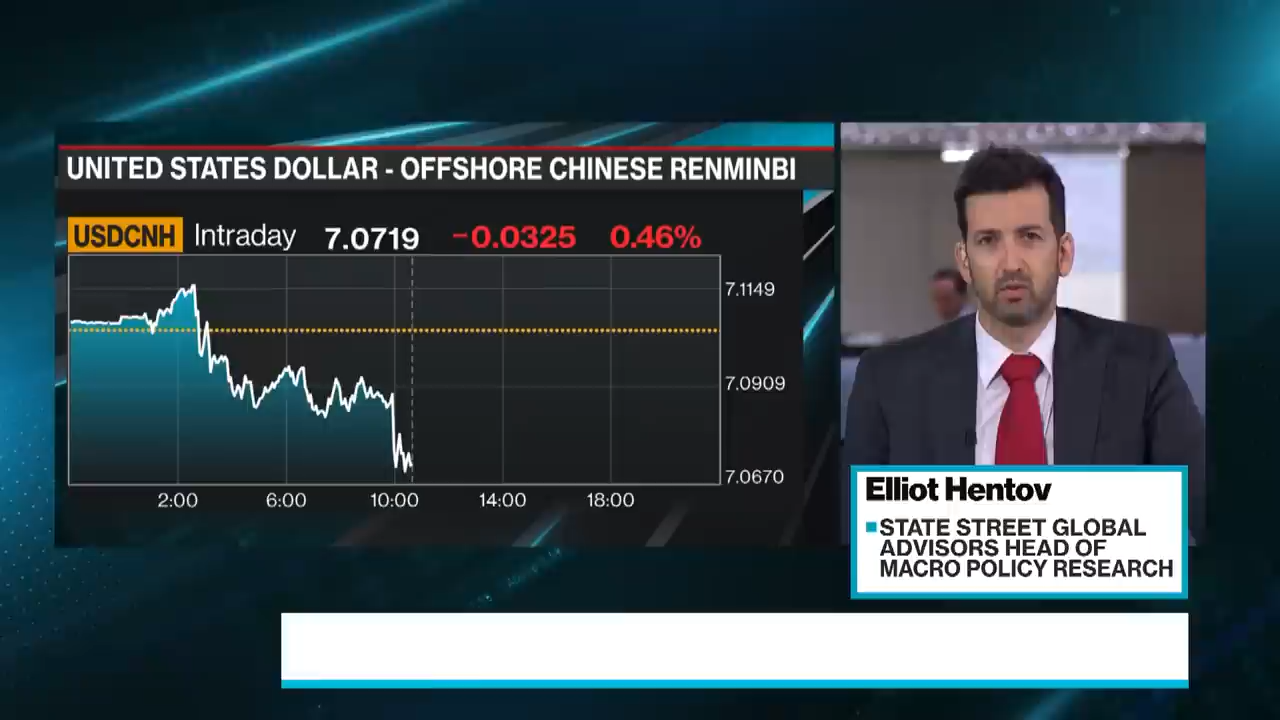 UNITED STATES DOLLAR - OFFSHORE CHINESE RENMINBI
USDCNH Intraday 7.0719 -0.0325 0.46%
7.1149
7.0909
7.0670
2:00 6:00 10:00 14:00 18:00
Elliot Hentov
STATE STREET GLOBAL
ADVISORS HEAD OF
MACRO POLICY RESEARCH